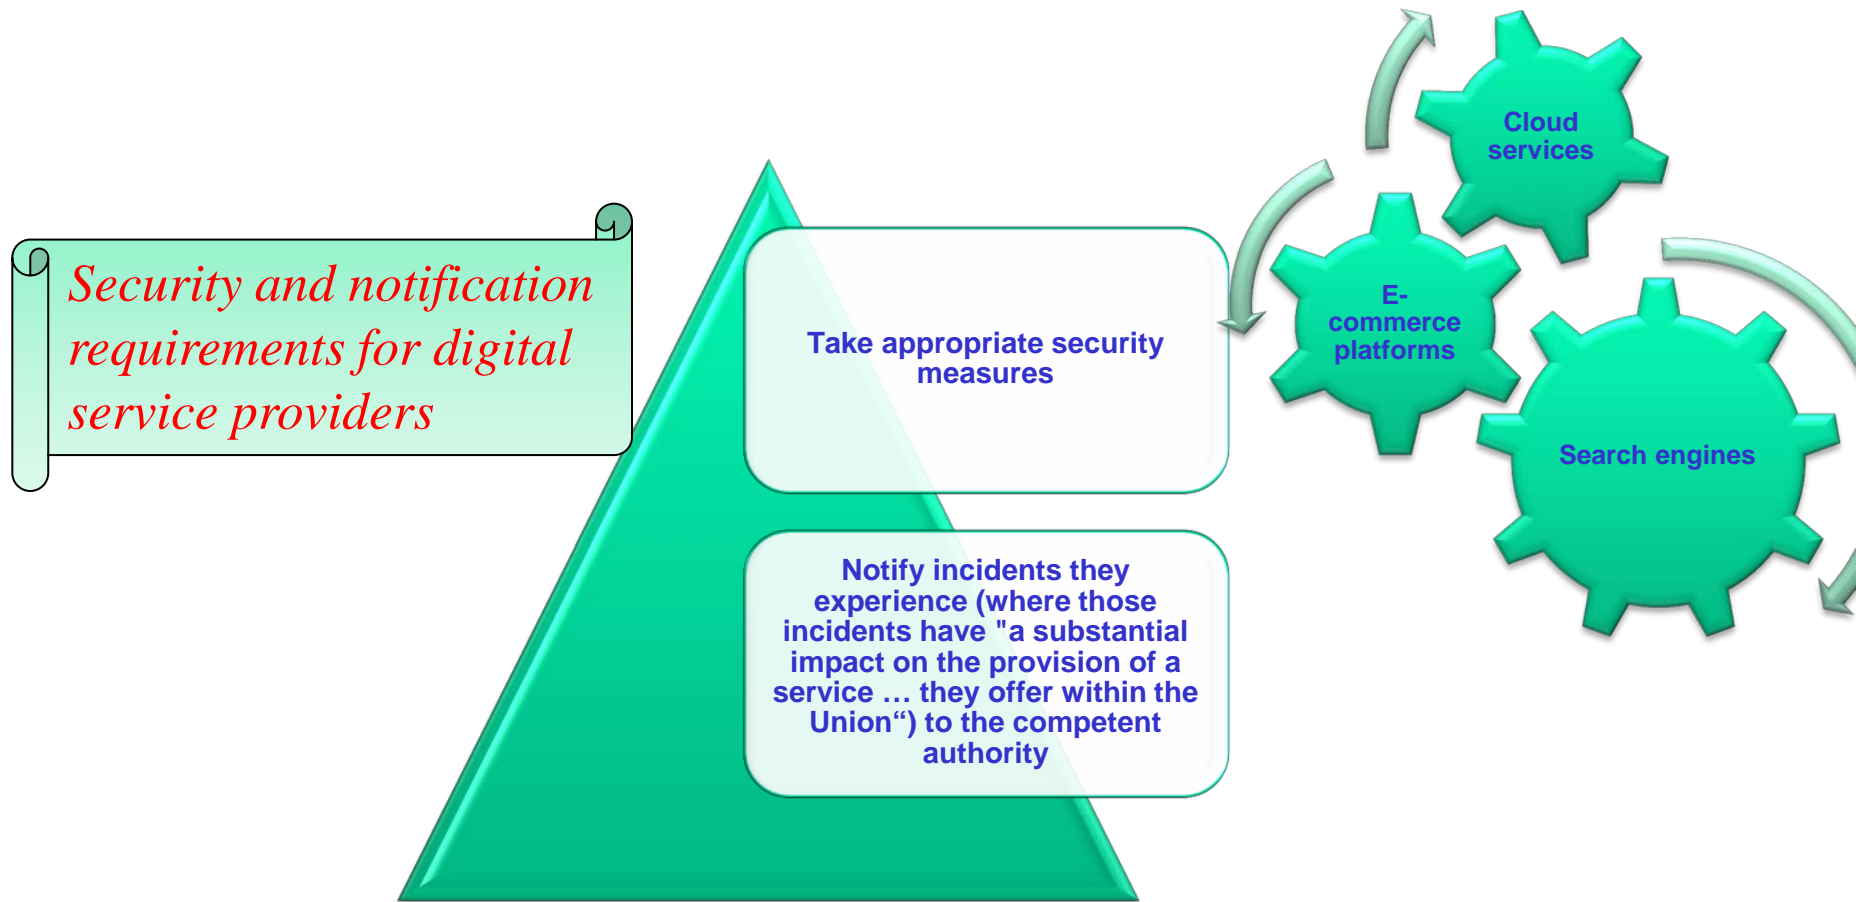 Security and notification
requirements for digital
service providers
Take appropriate security
measures
Notify incidents they
experience (where those
incidents have "a substantial
impact on the provision of a
service … they offer within the
Union“) to the competent
authority
Cloud
services
E-
commerce
platforms
Search engines